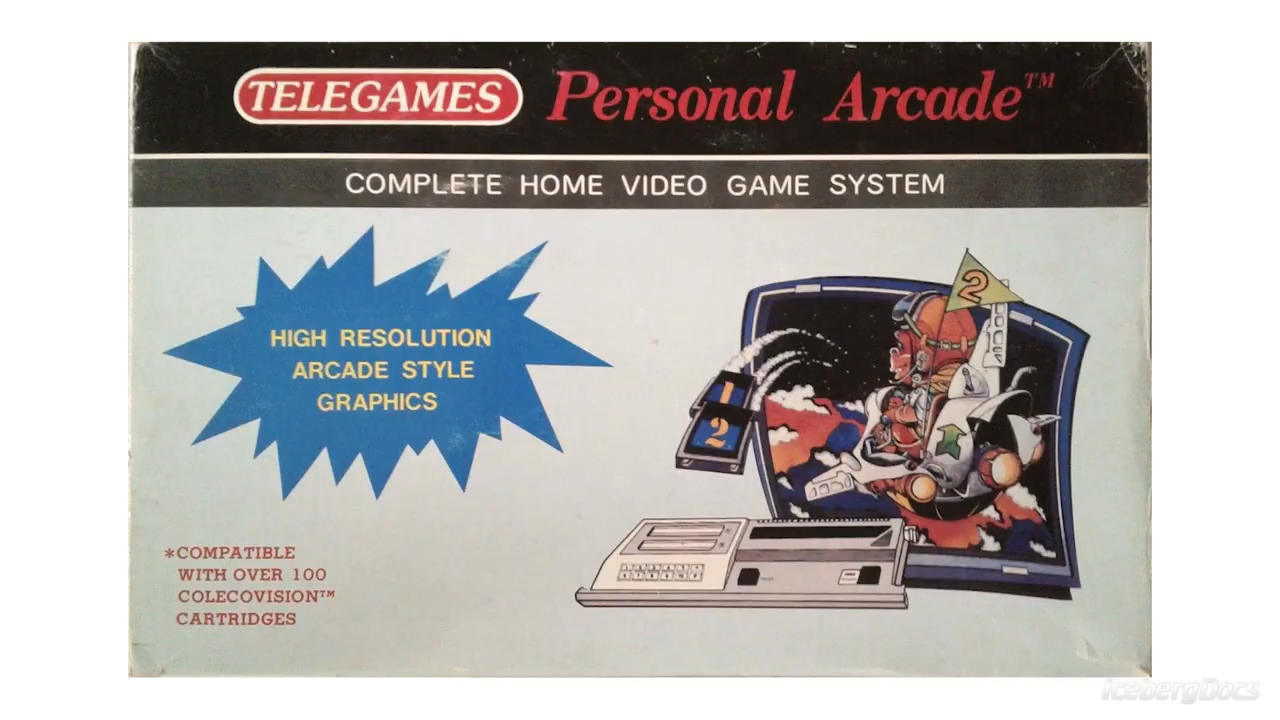 TELEGAMES Personal Arcade™
COMPLETE HOME VIDEO GAME SYSTEM
HIGH RESOLUTION
ARCADE STYLE
GRAPHICS
2
1
2
1
*COMPATIBLE
WITH OVER 100
COLECOVISION™
CARTRIDGES
IcebergDocs